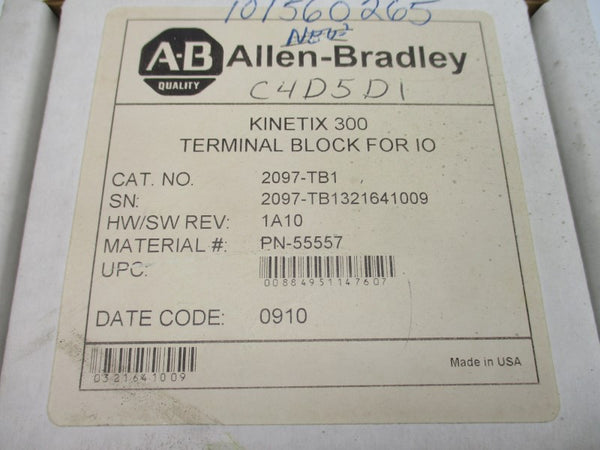 101560265
NEW
A-B
QUALITY
Allen-Bradley
C4D5D1
KINETIX 300
TERMINAL BLOCK FOR IO
CAT. NO. 2097-TB1
SN: 2097-TB1321641009
HW/SW REV: 1A10
MATERIAL #: PN-55557
UPC:
00884951147607
DATE CODE: 0910
0321641009
Made in USA